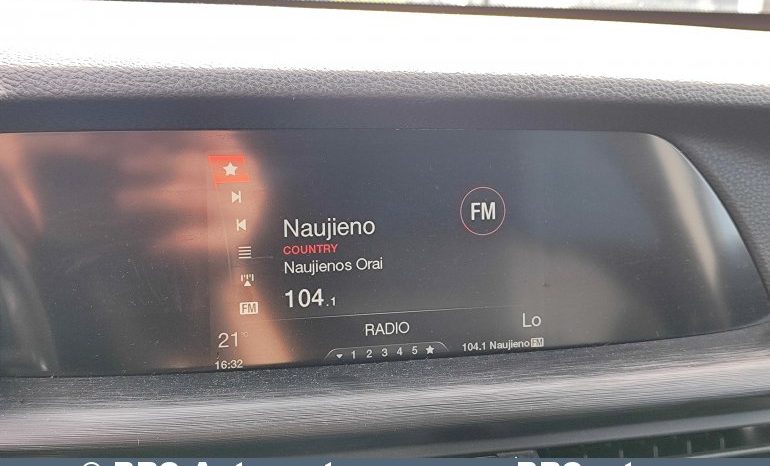 Naujieno
FM
COUNTRY
Naujienos Orai
104.1
FM
21°C
RADIO
Lo
16:32
1 2 3 4 5
104.1 Naujieno FM